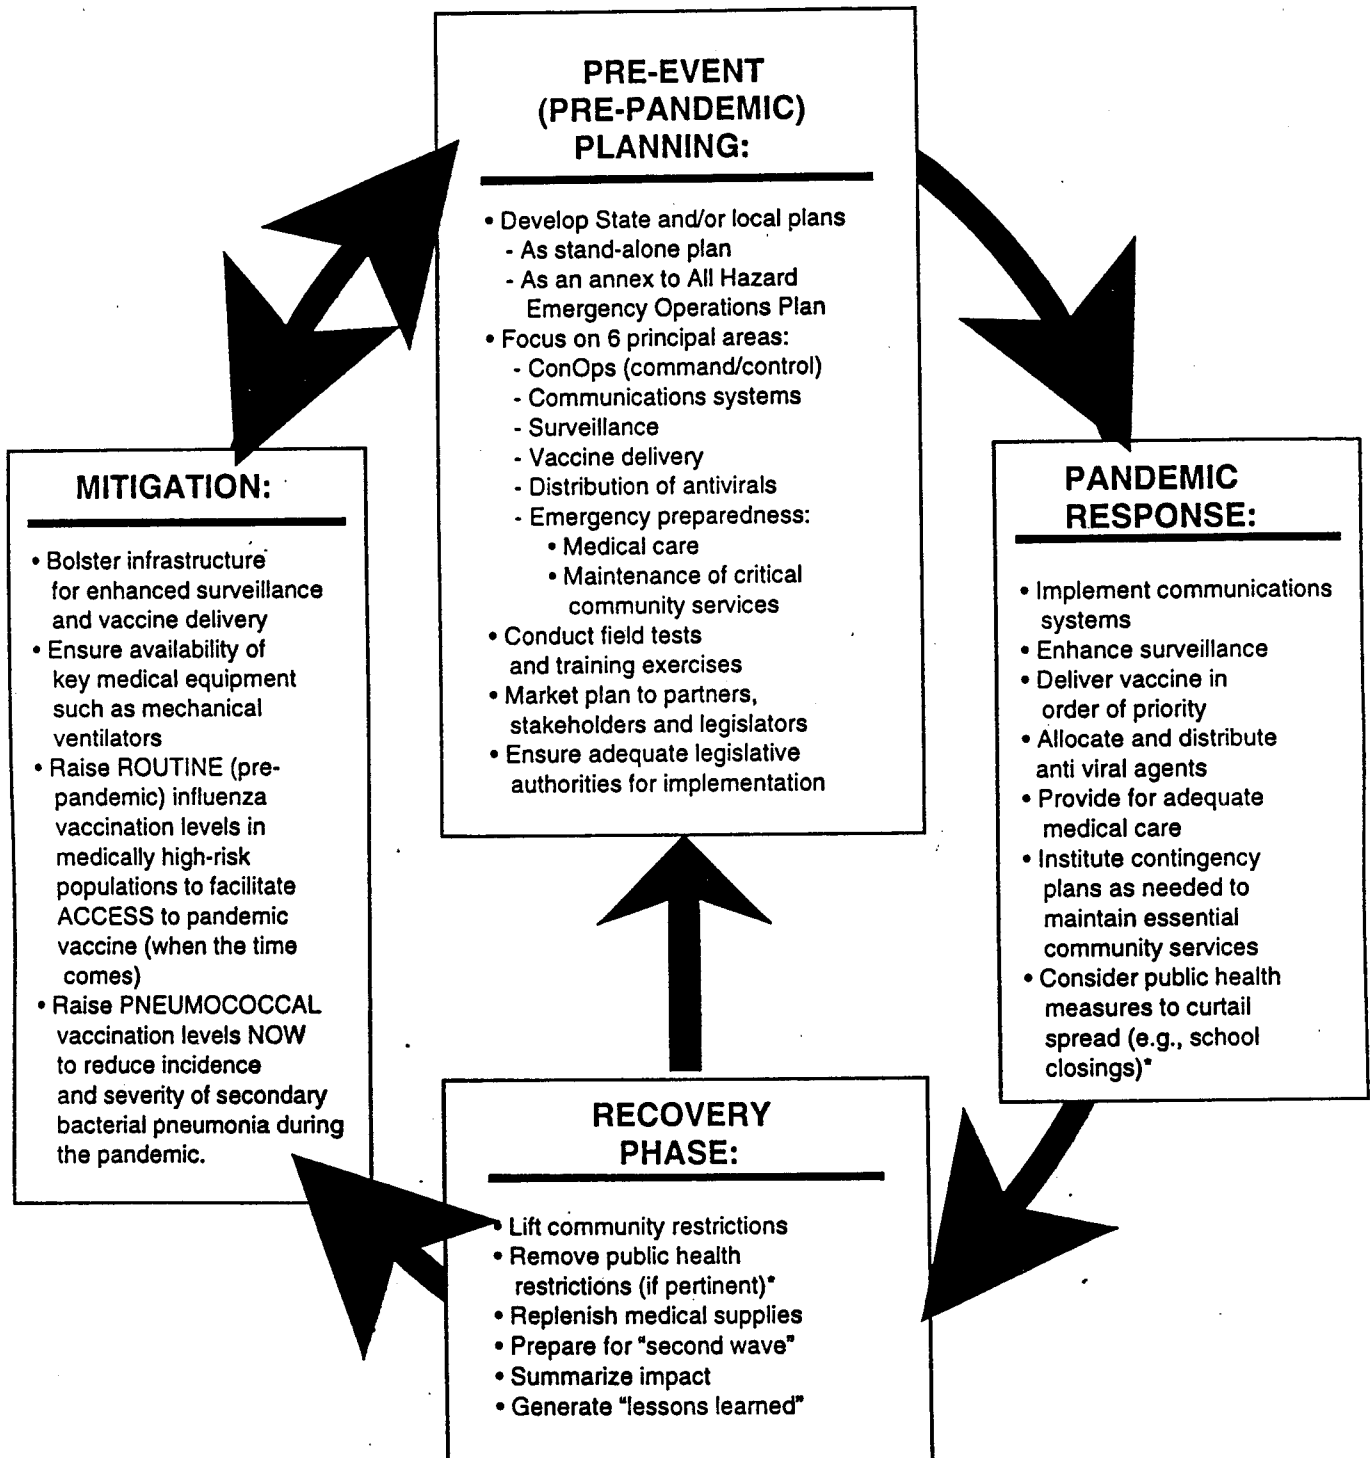 PRE-EVENT
(PRE-PANDEMIC)
PLANNING:
• Develop State and/or local plans
- As stand-alone plan
- As an annex to All Hazard
Emergency Operations Plan
• Focus on 6 principal areas:
- ConOps (command/control)
- Communications systems
- Surveillance
- Vaccine delivery
- Distribution of antivirals
- Emergency preparedness:
• Medical care
• Maintenance of critical
community services
• Conduct field tests
and training exercises
• Market plan to partners,
stakeholders and legislators
• Ensure adequate legislative
authorities for implementation
MITIGATION:
• Bolster infrastructure
for enhanced surveillance
and vaccine delivery
• Ensure availability of
key medical equipment
such as mechanical
ventilators
• Raise ROUTINE (pre-
pandemic) influenza
vaccination levels in
medically high-risk
populations to facilitate
ACCESS to pandemic
vaccine (when the time
comes)
• Raise PNEUMOCOCCAL
vaccination levels NOW
to reduce incidence
and severity of secondary
bacterial pneumonia during
the pandemic.
PANDEMIC
RESPONSE:
• Implement communications
systems
• Enhance surveillance
• Deliver vaccine in
order of priority
• Allocate and distribute
anti viral agents
• Provide for adequate
medical care
• Institute contingency
plans as needed to
maintain essential
community services
• Consider public health
measures to curtail
spread (e.g., school
closings)*
RECOVERY
PHASE:
• Lift community restrictions
• Remove public health
restrictions (if pertinent)*
• Replenish medical supplies
• Prepare for "second wave"
• Summarize impact
• Generate "lessons learned"